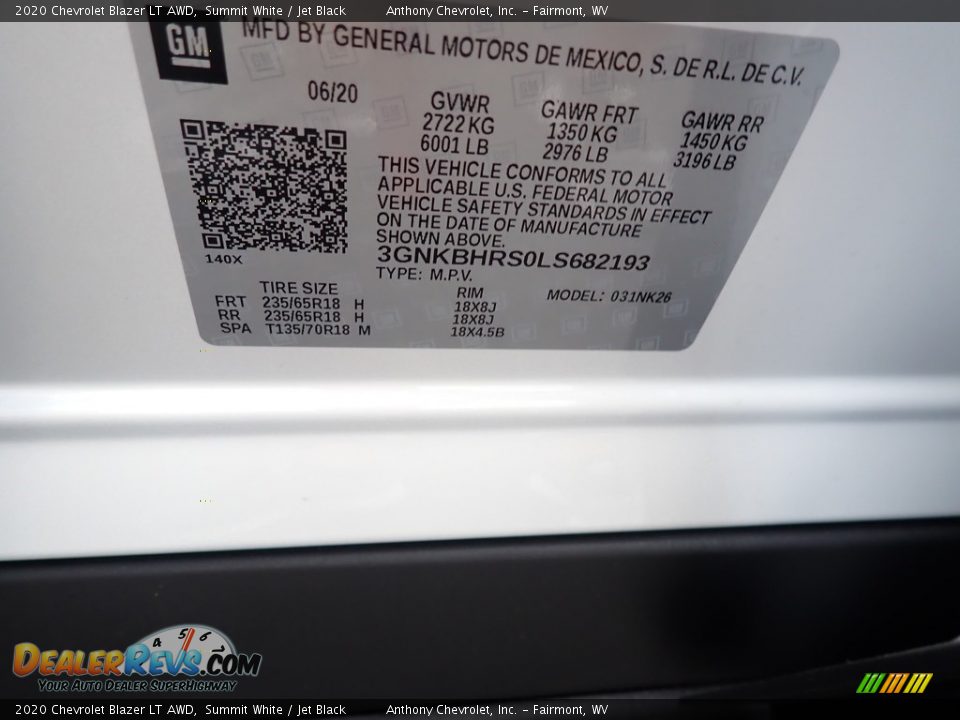 2020 Chevrolet Blazer LT AWD, Summit White / Jet Black Anthony Chevrolet, Inc. - Fairmont, WV
GM MFD BY GENERAL MOTORS DE MEXICO, S. DE R.L. DE C.V.
06/20 GVWR GAWR FRT GAWR RR
2722 KG 1350 KG 1450 KG
6001 LB 2976 LB 3196 LB
THIS VEHICLE CONFORMS TO ALL
APPLICABLE U.S. FEDERAL MOTOR
VEHICLE SAFETY STANDARDS IN EFFECT
ON THE DATE OF MANUFACTURE
SHOWN ABOVE.
140X 3GNKBHRS0LS682193
TYPE: M.P.V.
TIRE SIZE RIM MODEL: 031NK26
FRT 235/65R18 H 18X8J
RR 235/65R18 H 18X8J
SPA T135/70R18 M 18X4.5B
4 5 6
DEALERREVS.COM
YOUR AUTO DEALER SUPERHIGHWAY
2020 Chevrolet Blazer LT AWD, Summit White / Jet Black Anthony Chevrolet, Inc. - Fairmont, WV